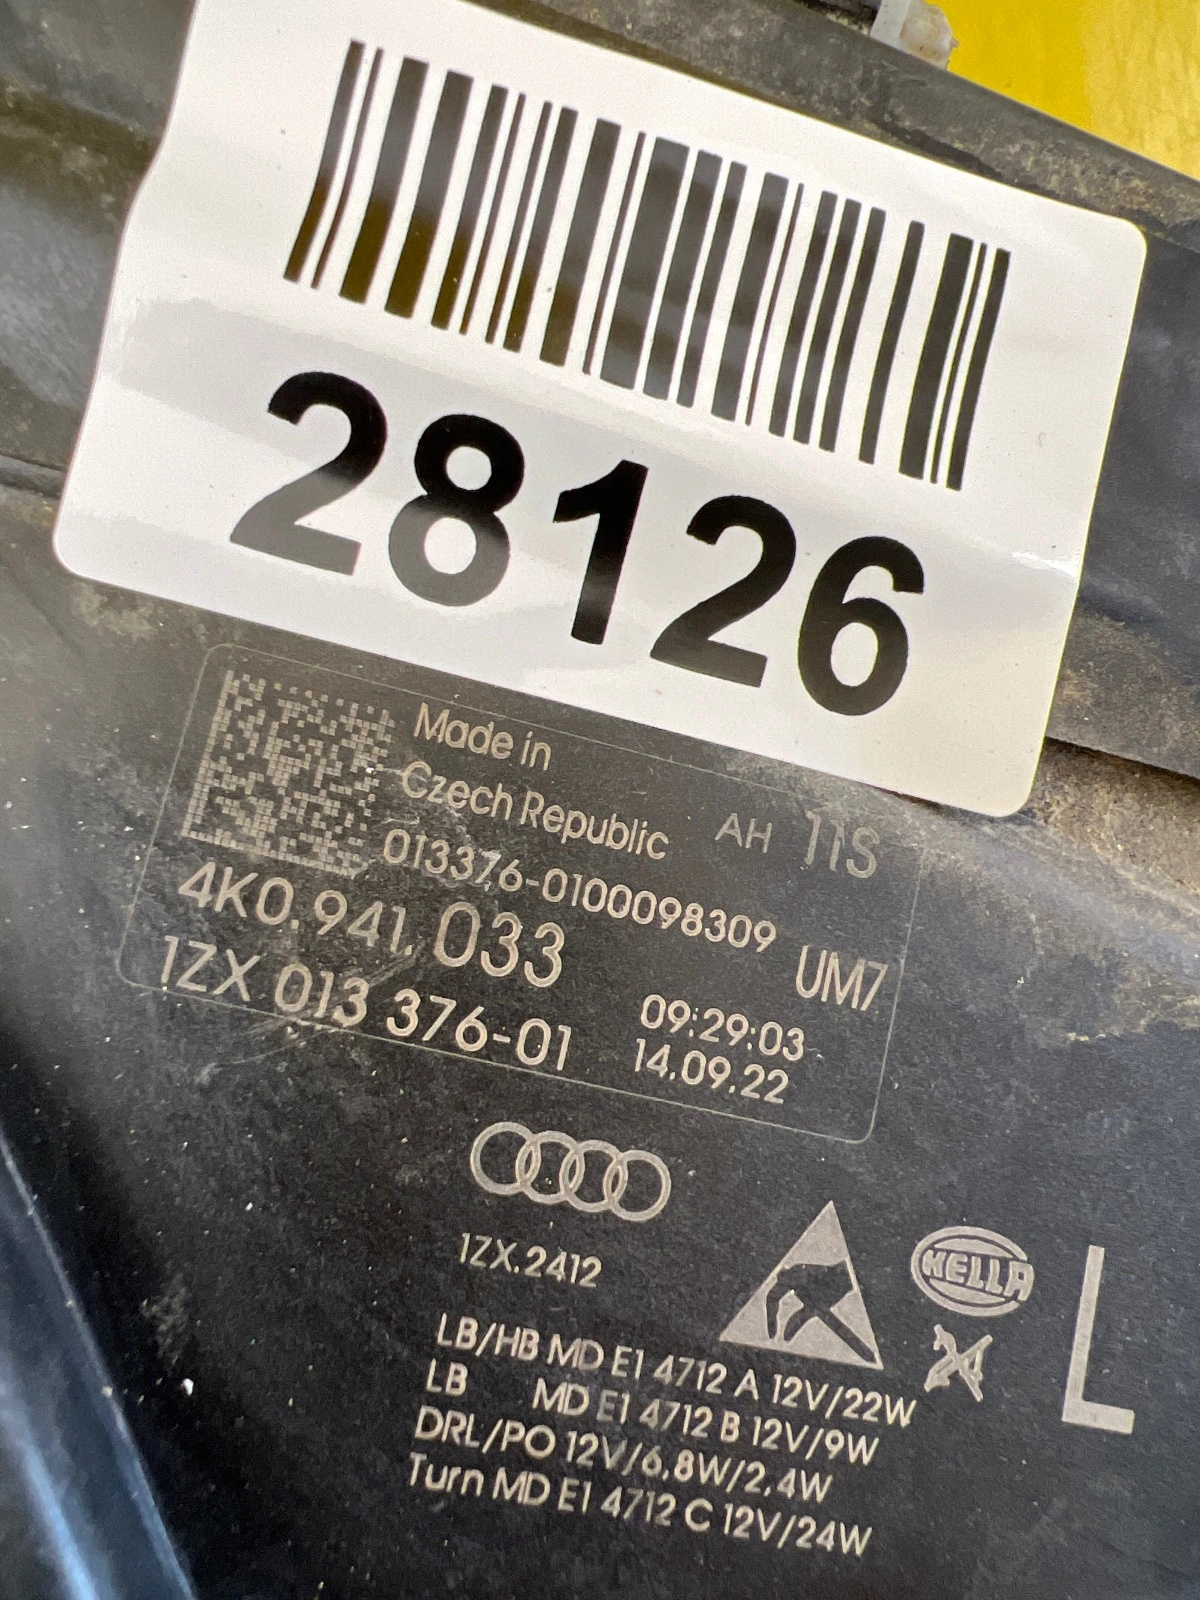 28126
Made in
Czech Republic AH 11S
013376-0100098309
4K0.941.033 UM7
1ZX 013 376-01 09:29:03
14.09.22
1ZX.2412
HELLA
L
LB/HB MD E1 4712 A 12V/22W
LB MD E1 4712 B 12V/9W
DRL/PO 12V/6.8W/2.4W
Turn MD E1 4712 C 12V/24W